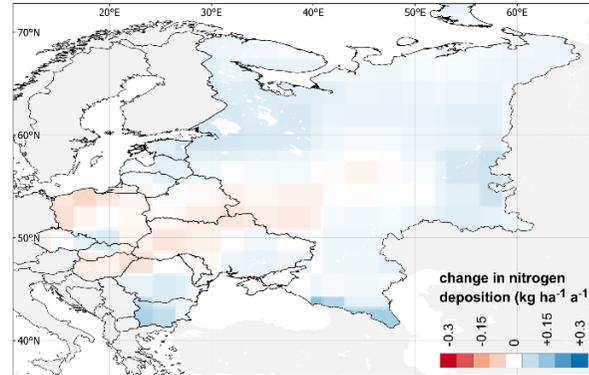 20°E 30°E 40°E 50°E 60°E
70°N
60°N
50°N
40°N
change in nitrogen
deposition (kg ha⁻¹ a⁻¹
-0.3 -0.15 0 +0.15 +0.3